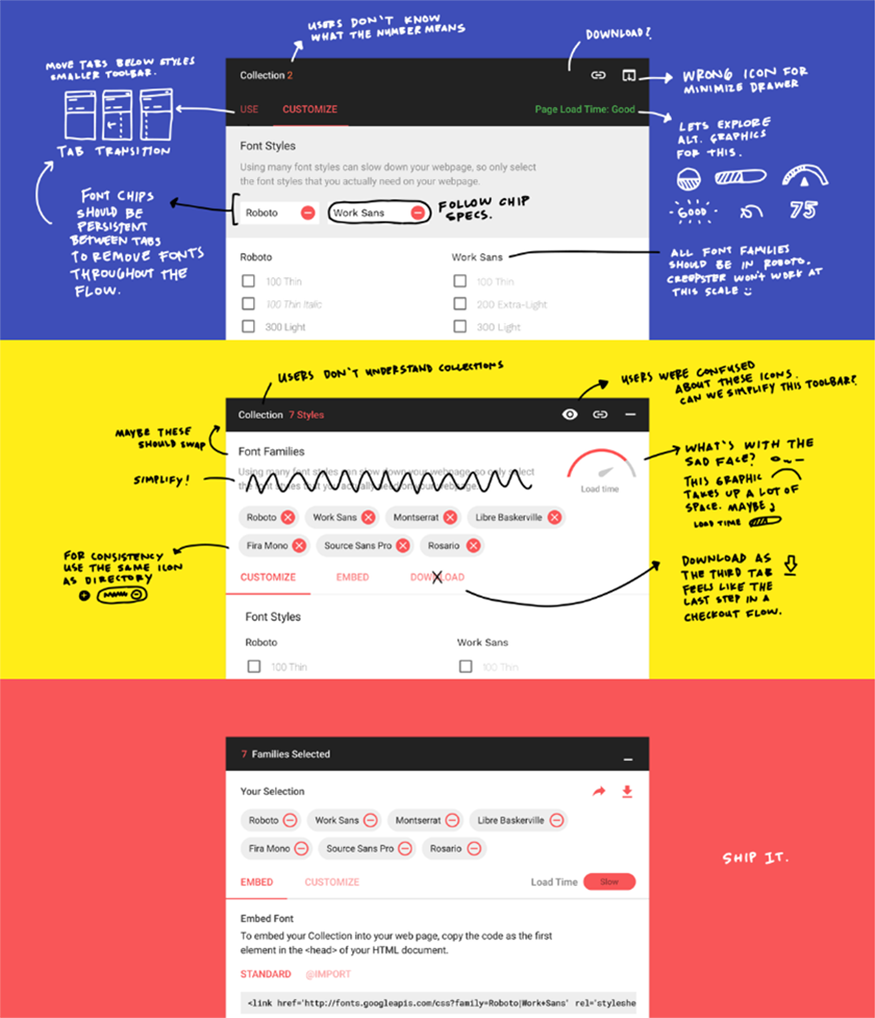 USERS DON'T KNOW
WHAT THE NUMBER MEANS
DOWNLOAD?
MOVE TABS BELOW STYLES
SMALLER TOOLBAR.
Collection 2
WRONG ICON FOR
MINIMIZE DRAWER
USE CUSTOMIZE
Page Load Time: Good
TAB TRANSITION
LETS EXPLORE
ALT. GRAPHICS
FOR THIS.
GOOD 75
Font Styles
Using many font styles can slow down your webpage, so only select
the font styles that you actually need on your webpage.
FONT CHIPS
SHOULD BE
PERSISTENT
BETWEEN TABS
TO REMOVE FONTS
THROUGHOUT THE
FLOW.
Roboto Work Sans
FOLLOW CHIP
SPECS.
ALL FONT FAMILIES
SHOULD BE IN ROBOTO.
CREEPSTER WON'T WORK AT
THIS SCALE
Roboto Work Sans
100 Thin 100 Thin
100 Thin Italic 200 Extra-Light
300 Light 300 Light
USERS DON'T UNDERSTAND COLLECTIONS
USERS WERE CONFUSED
ABOUT THESE ICONS.
CAN WE SIMPLIFY THIS TOOLBAR?
Collection 7 Styles
MAYBE THESE
SHOULD SWAP
Font Families
SIMPLIFY!
Using many font styles can slow down your webpage, so only select
the font styles that you actually need on your webpage.
Load time
WHAT'S WITH THE
SAD FACE?
THIS GRAPHIC
TAKES UP A LOT OF
SPACE. MAYBE
LOAD TIME
Roboto Work Sans Montserrat Libre Baskerville
Fira Mono Source Sans Pro Rosario
FOR CONSISTENCY
USE THE SAME ICON
AS DIRECTORY
CUSTOMIZE EMBED DOWNLOAD
DOWNLOAD AS
THE THIRD TAB
FEELS LIKE THE
LAST STEP IN A
CHECKOUT FLOW.
Font Styles
Roboto Work Sans
100 Thin 100 Thin
7 Families Selected
Your Selection
Roboto Work Sans Montserrat Libre Baskerville
Fira Mono Source Sans Pro Rosario
SHIP IT.
EMBED CUSTOMIZE Load Time Slow
Embed Font
To embed your Collection into your web page, copy the code as the first
element in the <head> of your HTML document.
STANDARD @IMPORT
<link href='http://fonts.googleapis.com/css?family=Roboto|Work+Sans' rel='styleshe